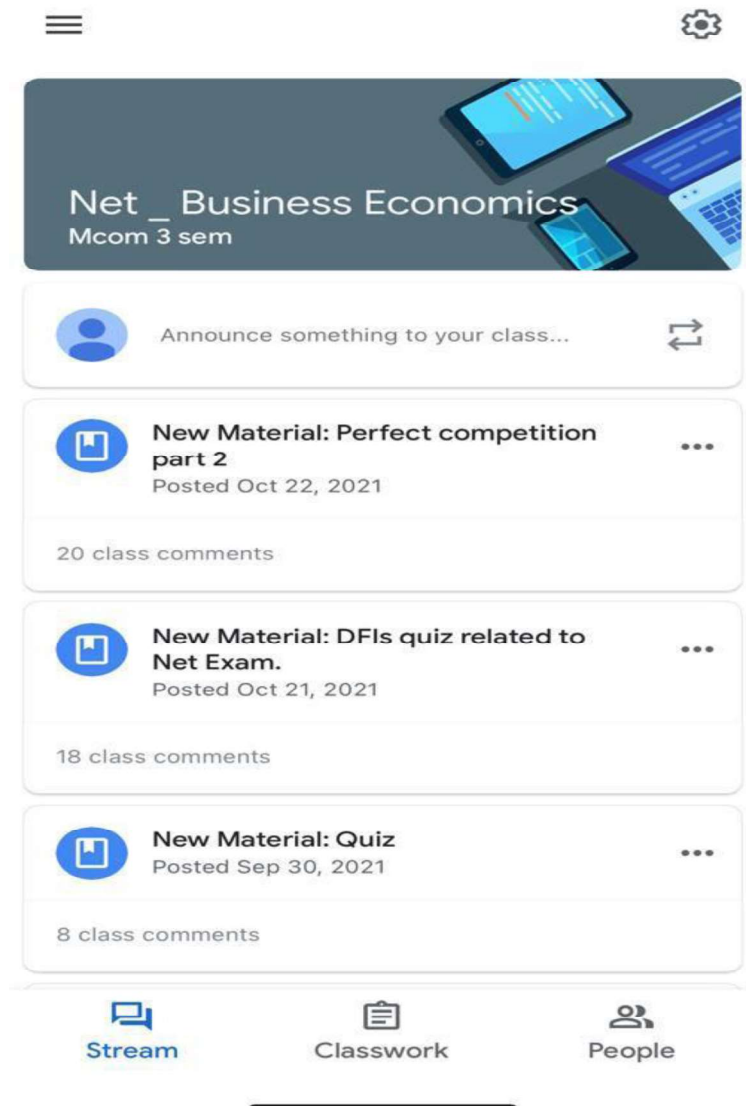 Net _ Business Economics
Mcom 3 sem
Announce something to your class...
New Material: Perfect competition
part 2
Posted Oct 22, 2021
20 class comments
New Material: DFIs quiz related to
Net Exam.
Posted Oct 21, 2021
18 class comments
New Material: Quiz
Posted Sep 30, 2021
8 class comments
Stream
Classwork
People